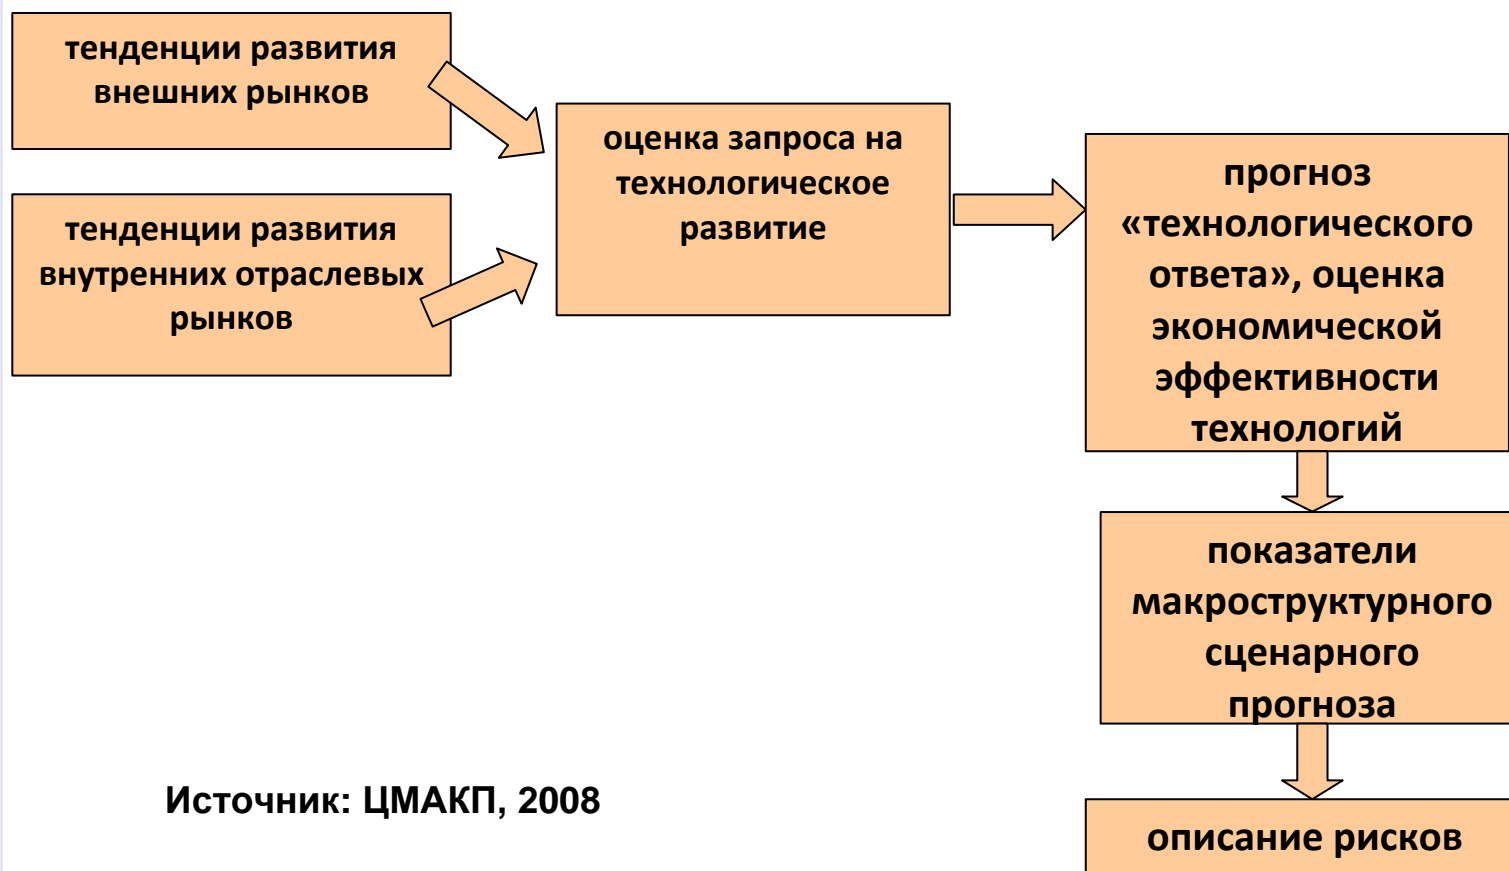 тенденции развития
внешних рынков
тенденции развития
внутренних отраслевых
рынков
оценка запроса на
технологическое
развитие
прогноз
«технологического
ответа», оценка
экономической
эффективности
технологий
показатели
макроструктурного
сценарного
прогноза
описание рисков
Источник: ЦМАКП, 2008